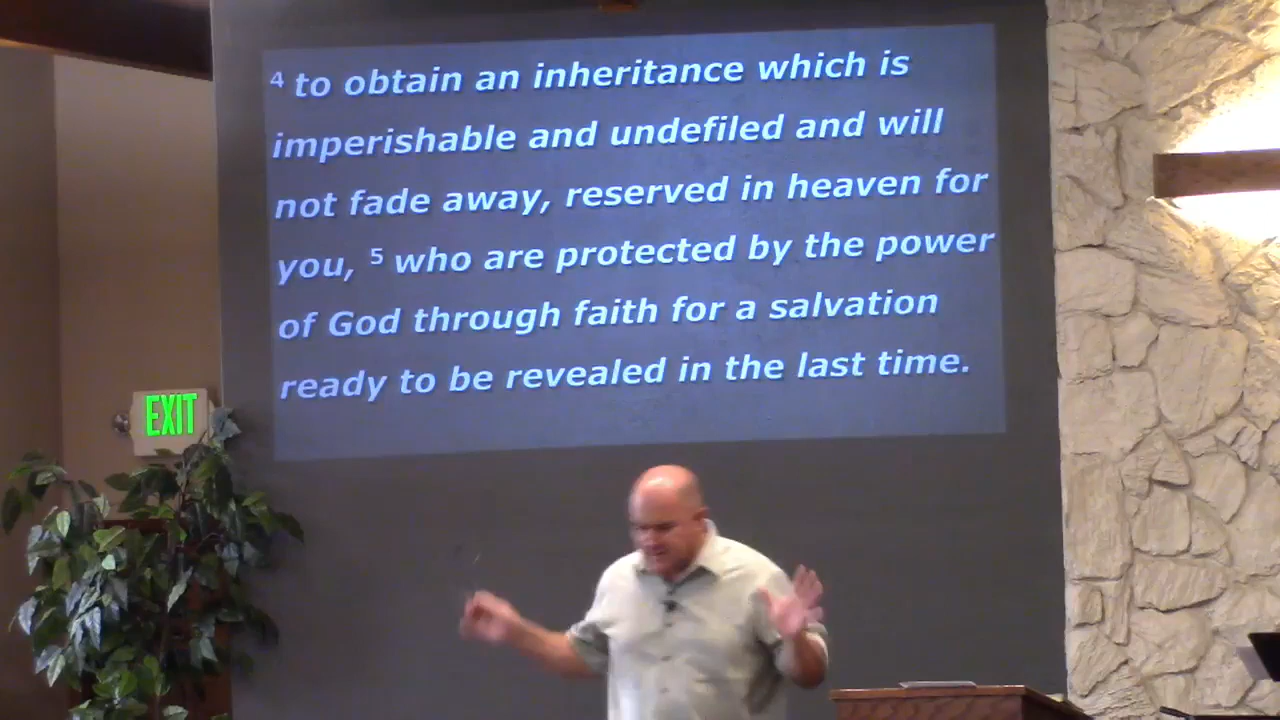 ⁴ to obtain an inheritance which is
imperishable and undefiled and will
not fade away, reserved in heaven for
you, ⁵ who are protected by the power
of God through faith for a salvation
ready to be revealed in the last time.
EXIT